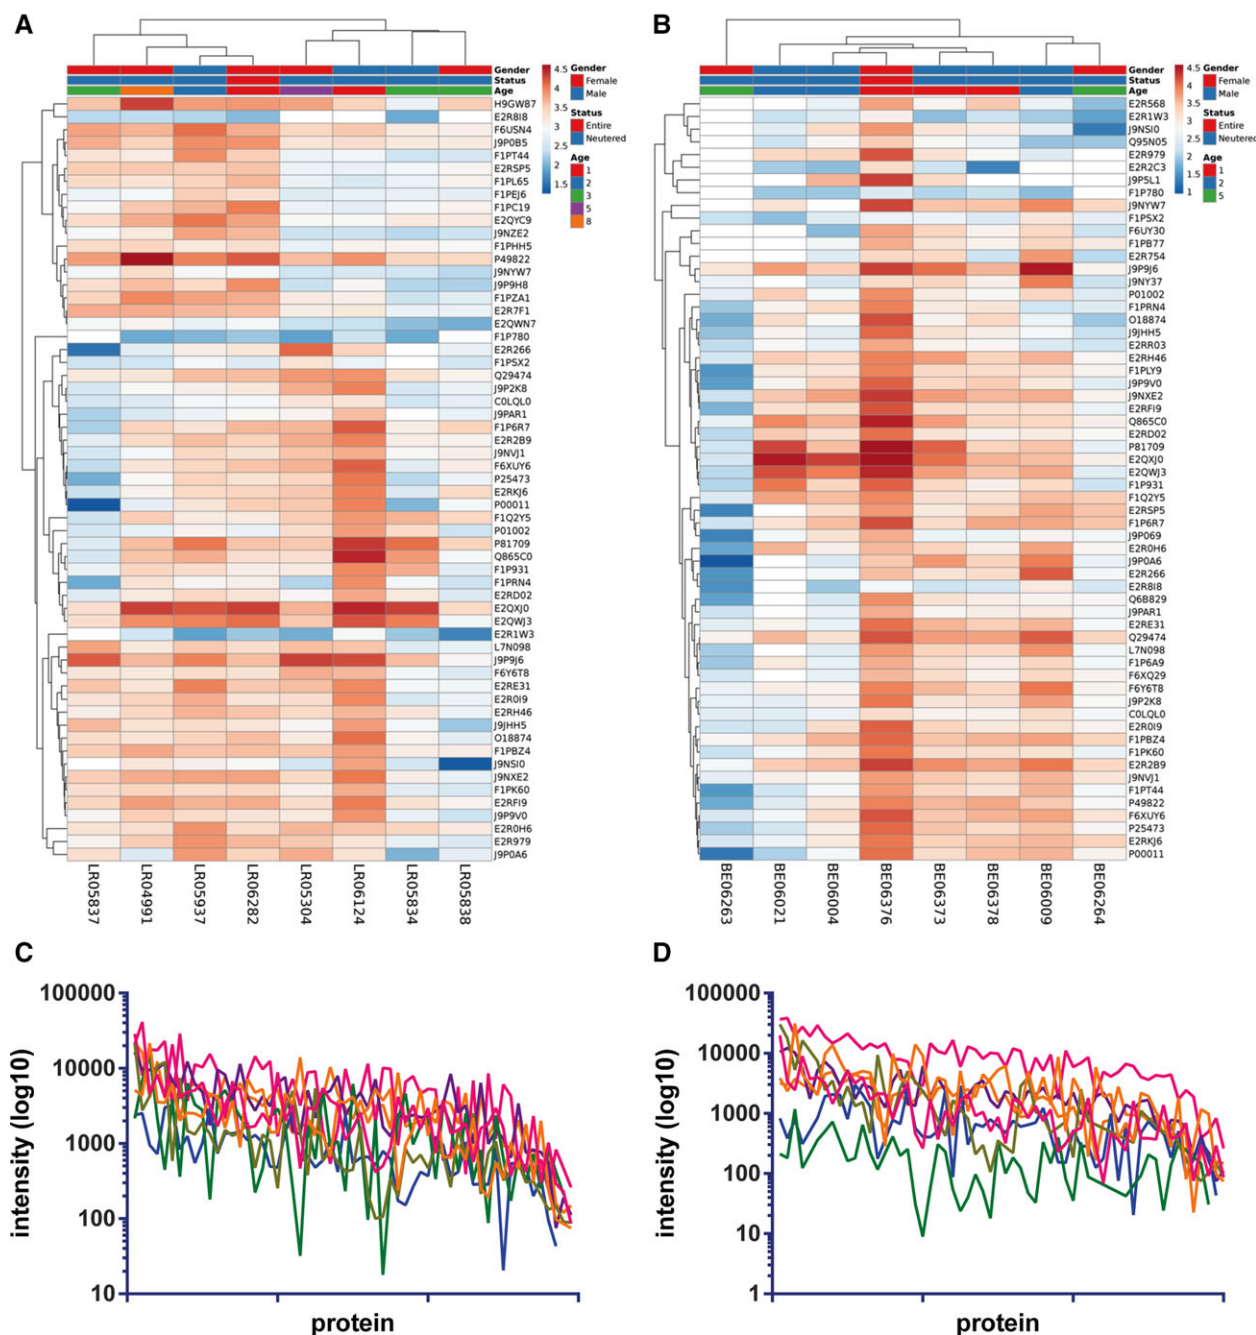 A
Gender
Status
Age
4.5
4
3.5
3
2.5
2
1.5
Gender
Female
Male
Status
Entire
Neutered
Age
1
2
3
5
8
H9GW87
E2R8I8
F6USN4
J9P0B5
F1PT44
E2RSP5
F1PL65
F1PEJ6
F1PC19
E2QYC9
J9NZE2
F1PHH5
P49822
J9NYW7
J9P9H8
F1PZA1
E2R7F1
E2QWN7
F1P780
E2R266
F1PSX2
Q29474
J9P2K8
C0LQL0
J9PAR1
F1P6R7
E2R2B9
J9NVJ1
F6XUY6
P25473
E2RKJ6
P00011
F1Q2Y5
P01002
P81709
Q865C0
F1P931
F1PRN4
E2RD02
E2QXJ0
E2QWJ3
E2R1W3
L7N098
J9P9J6
F6Y6T8
E2RE31
E2R0I9
E2RH46
J9JHH5
O18874
F1PBZ4
J9NSI0
J9NXE2
F1PK60
E2RFI9
J9P9V0
E2R0H6
E2R979
J9P0A6
LR05837
LR04991
LR05937
LR06282
LR05304
LR06124
LR05834
LR05838
B
Gender
Status
Age
4.5
4
3.5
3
2.5
2
1.5
1
Gender
Female
Male
Status
Entire
Neutered
Age
1
2
5
E2R568
E2R1W3
J9NSI0
Q95N05
E2R979
E2R2C3
J9P5L1
F1P780
J9NYW7
F1PSX2
F6UY30
F1PB77
E2R754
J9P9J6
J9NY37
P01002
F1PRN4
O18874
J9JHH5
E2RR03
E2RH46
F1PLY9
J9P9V0
J9NXE2
E2RFI9
Q865C0
E2RD02
P81709
E2QXJ0
E2QWJ3
F1P931
F1Q2Y5
E2RSP5
F1P6R7
J9P069
E2R0H6
J9P0A6
E2R266
E2R8I8
Q6B829
J9PAR1
E2RE31
Q29474
L7N098
F1P6A9
F6XQ29
F6Y6T8
J9P2K8
C0LQL0
E2R0I9
F1PBZ4
F1PK60
E2R2B9
J9NVJ1
F1PT44
P49822
F6XUY6
P25473
E2RKJ6
P00011
BE06263
BE06021
BE06004
BE06376
BE06373
BE06378
BE06009
BE06264
C
intensity (log10)
100000
10000
1000
100
10
protein
D
intensity (log10)
100000
10000
1000
100
10
1
protein